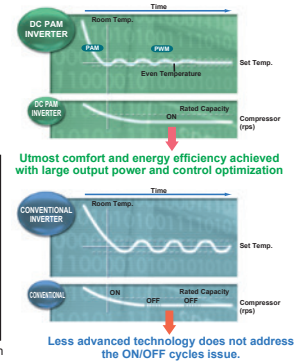 Time
DC PAM
INVERTER
Room Temp.
PAM
PWM
Even Temperature
Set Temp.
DC PAM
INVERTER
Rated Capacity
ON
Compressor
(rps)
Utmost comfort and energy efficiency achieved
with large output power and control optimization
Time
CONVENTIONAL
INVERTER
Room Temp.
Set Temp.
CONVENTIONAL
ON
Rated Capacity
OFF
OFF
Compressor
(rps)
Less advanced technology does not address
the ON/OFF cycles issue.